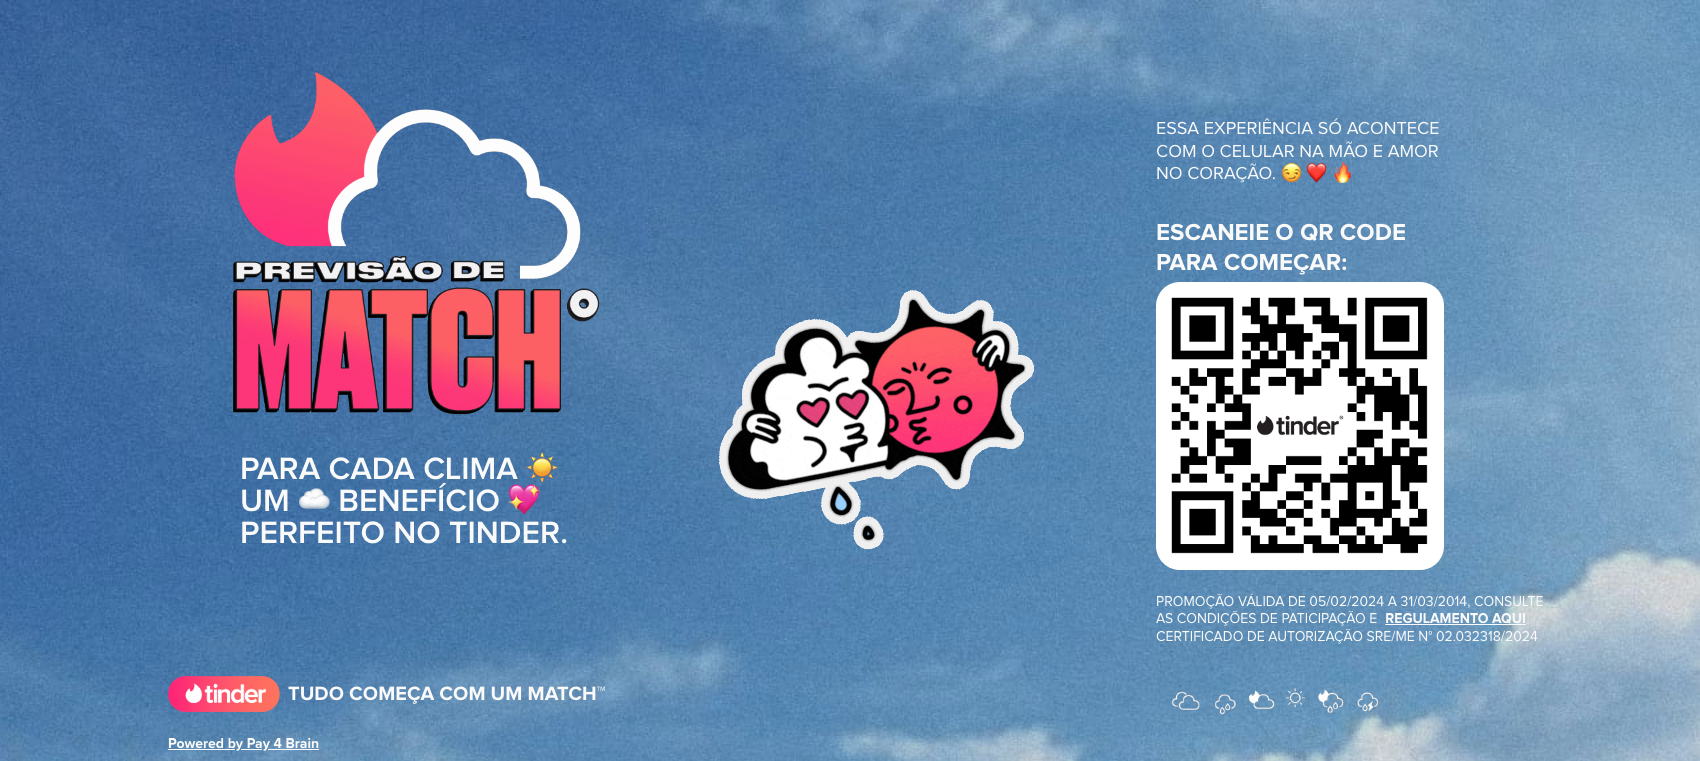 PREVISÃO DE
MATCH°
PARA CADA CLIMA ☀️
UM ☁️ BENEFÍCIO 💖
PERFEITO NO TINDER.
tinder TUDO COMEÇA COM UM MATCH™
Powered by Pay 4 Brain
ESSA EXPERIÊNCIA SÓ ACONTECE
COM O CELULAR NA MÃO E AMOR
NO CORAÇÃO. 😏 ❤️ 🔥
ESCANEIE O QR CODE
PARA COMEÇAR:
tinder®
PROMOÇÃO VÁLIDA DE 05/02/2024 A 31/03/2014, CONSULTE
AS CONDIÇÕES DE PATICIPAÇÃO E REGULAMENTO AQUI
CERTIFICADO DE AUTORIZAÇÃO SRE/ME N° 02.032318/2024